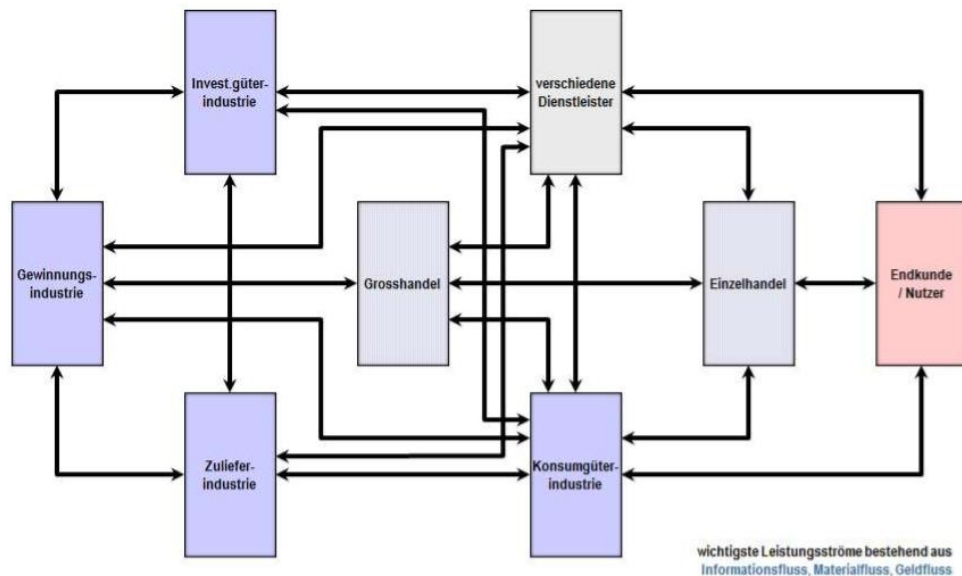 Invest.güter-
industrie
verschiedene
Dienstleister
Gewinnungs-
industrie
Grosshandel
Einzelhandel
Endkunde
/ Nutzer
Zuliefer-
industrie
Konsumgüter-
industrie
wichtigste Leistungsströme bestehend aus
Informationsfluss, Materialfluss, Geldfluss